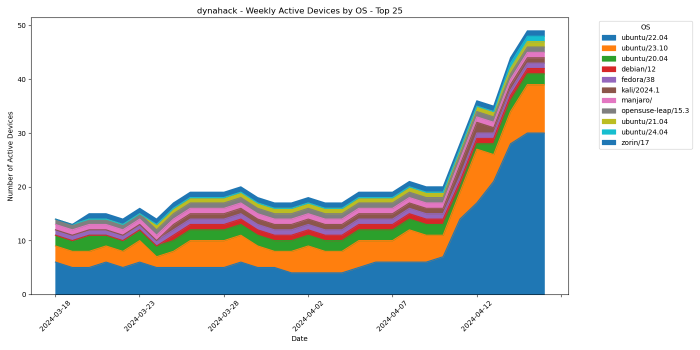 dynahack - Weekly Active Devices by OS - Top 25
50
40
30
20
10
0
Number of Active Devices
2024-03-18
2024-03-23
2024-03-28
2024-04-02
2024-04-07
2024-04-12
Date
OS
ubuntu/22.04
ubuntu/23.10
ubuntu/20.04
debian/12
fedora/38
kali/2024.1
manjaro/
opensuse-leap/15.3
ubuntu/21.04
ubuntu/24.04
zorin/17